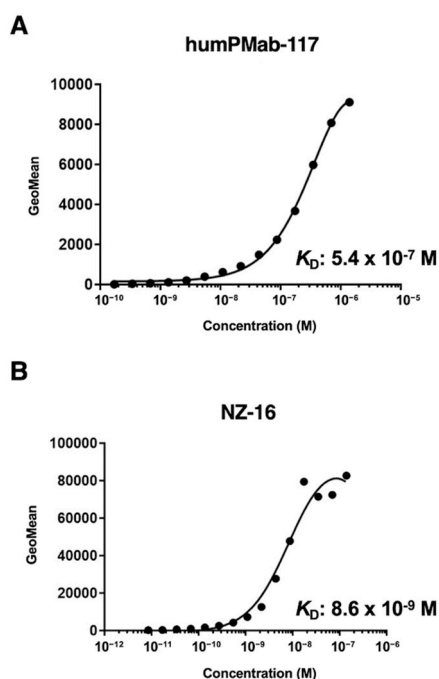 A
humPMab-117
10000
8000
6000
4000
2000
0
GeoMean
K_D: 5.4 x 10⁻⁷ M
10⁻¹⁰ 10⁻⁹ 10⁻⁸ 10⁻⁷ 10⁻⁶ 10⁻⁵
Concentration (M)
B
NZ-16
100000
80000
60000
40000
20000
0
GeoMean
K_D: 8.6 x 10⁻⁹ M
10⁻¹² 10⁻¹¹ 10⁻¹⁰ 10⁻⁹ 10⁻⁸ 10⁻⁷ 10⁻⁶
Concentration (M)